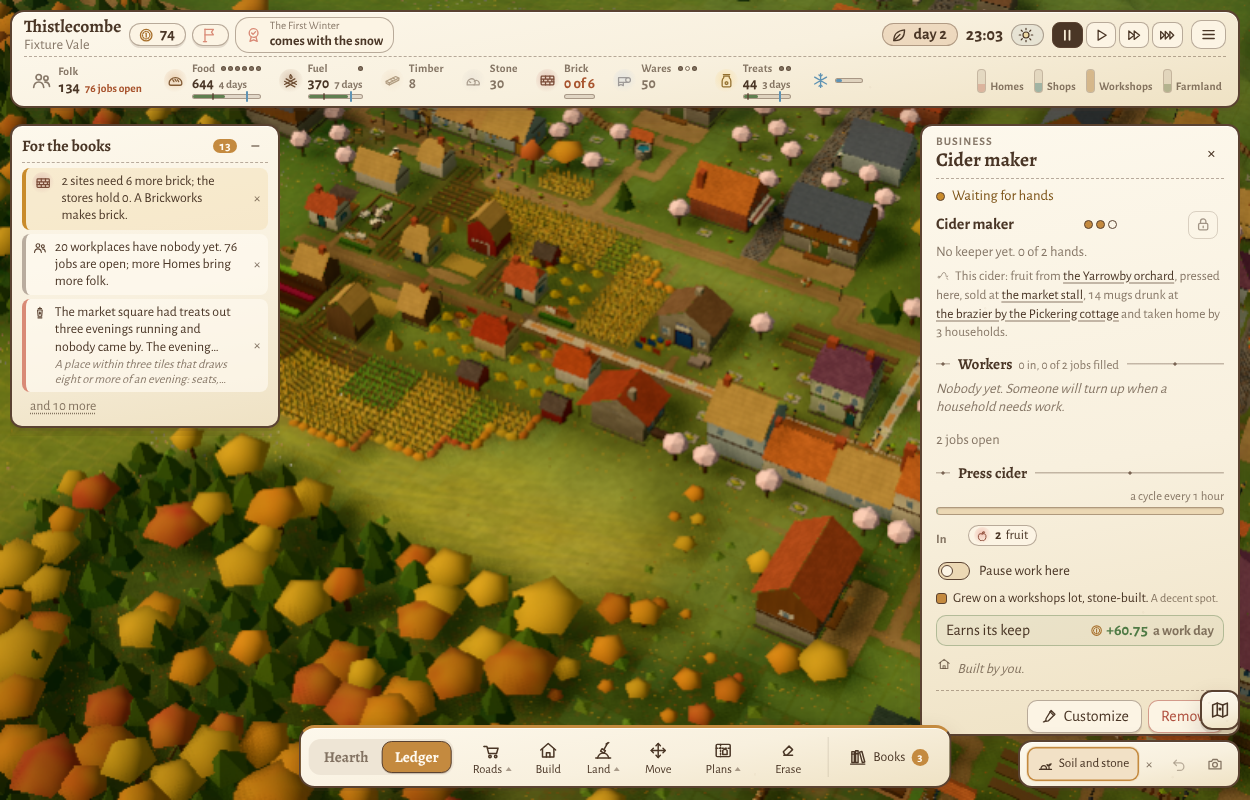 Thistlecombe
Fixture Vale
74
The First Winter
comes with the snow
day 2
23:03
Folk
134 76 jobs open
Food
644 4 days
Fuel
370 7 days
Timber
8
Stone
30
Brick
0 of 6
Wares
50
Treats
44 3 days
Homes
Shops
Workshops
Farmland
For the books
13
2 sites need 6 more brick; the
stores hold 0. A Brickworks
makes brick.
20 workplaces have nobody yet. 76
jobs are open; more Homes bring
more folk.
The market square had treats out
three evenings running and
nobody came by. The evening...
A place within three tiles that draws
eight or more of an evening: seats,...
and 10 more
BUSINESS
Cider maker
Waiting for hands
Cider maker
No keeper yet. 0 of 2 hands.
This cider: fruit from the Yarrowby orchard, pressed
here, sold at the market stall, 14 mugs drunk at
the brazier by the Pickering cottage and taken home by
3 households.
Workers 0 in, 0 of 2 jobs filled
Nobody yet. Someone will turn up when a
household needs work.
2 jobs open
Press cider
a cycle every 1 hour
In
2 fruit
Pause work here
Grew on a workshops lot, stone-built. A decent spot.
Earns its keep
+60.75 a work day
Built by you.
Customize
Remov
Hearth
Ledger
Roads
Build
Land
Move
Plans
Erase
Books
3
Soil and stone